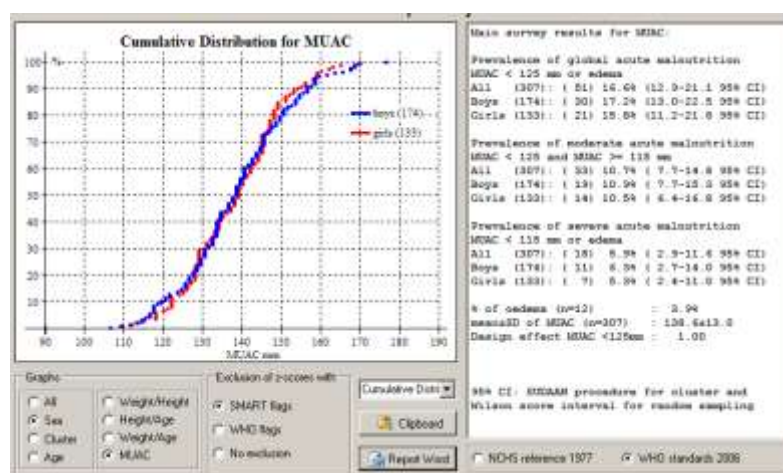 Cumulative Distribution for MUAC
100 %
90
80
70
60
50
40
30
20
10
boys (174)
girls (133)
90 100 110 120 130 140 150 160 170 180 190
MUAC mm
Main survey results for MUAC:
Prevalence of global acute malnutrition
MUAC < 125 mm or edema
All (307): ( 51) 16.6% (12.9-21.1 95% CI)
Boys (174): ( 30) 17.2% (13.0-22.5 95% CI)
Girls (133): ( 21) 15.8% (11.2-21.8 95% CI)
Prevalence of moderate acute malnutrition
MUAC < 125 and MUAC >= 115 mm
All (307): ( 33) 10.7% ( 7.7-14.8 95% CI)
Boys (174): ( 19) 10.9% ( 7.7-15.3 95% CI)
Girls (133): ( 14) 10.5% ( 6.4-16.8 95% CI)
Prevalence of severe acute malnutrition
MUAC < 115 mm or edema
All (307): ( 18) 5.9% ( 2.9-11.6 95% CI)
Boys (174): ( 11) 6.3% ( 2.7-14.0 95% CI)
Girls (133): ( 7) 5.3% ( 2.4-11.0 95% CI)
% of oedema (n=12) : 3.9%
mean±SD of MUAC (n=307) : 138.6±13.0
Design effect MUAC <125mm : 1.00
95% CI: SUDAAN procedure for cluster and
Wilson score interval for random sampling
Graphs
All
Sex
Cluster
Age
Weight/Height
Height/Age
Weight/Age
MUAC
Exclusion of z-scores with:
SMART flags
WHO flags
No exclusion
Cumulative Distri
Clipboard
Report Word
NCHS reference 1977
WHO standards 2006